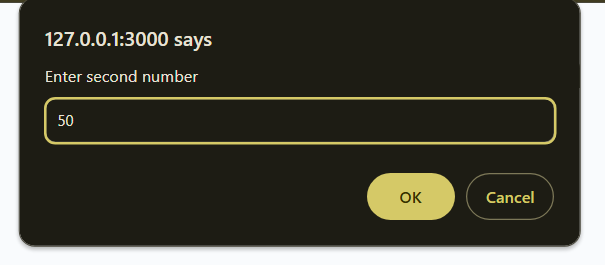 127.0.0.1:3000 says
Enter second number
50
OK
Cancel